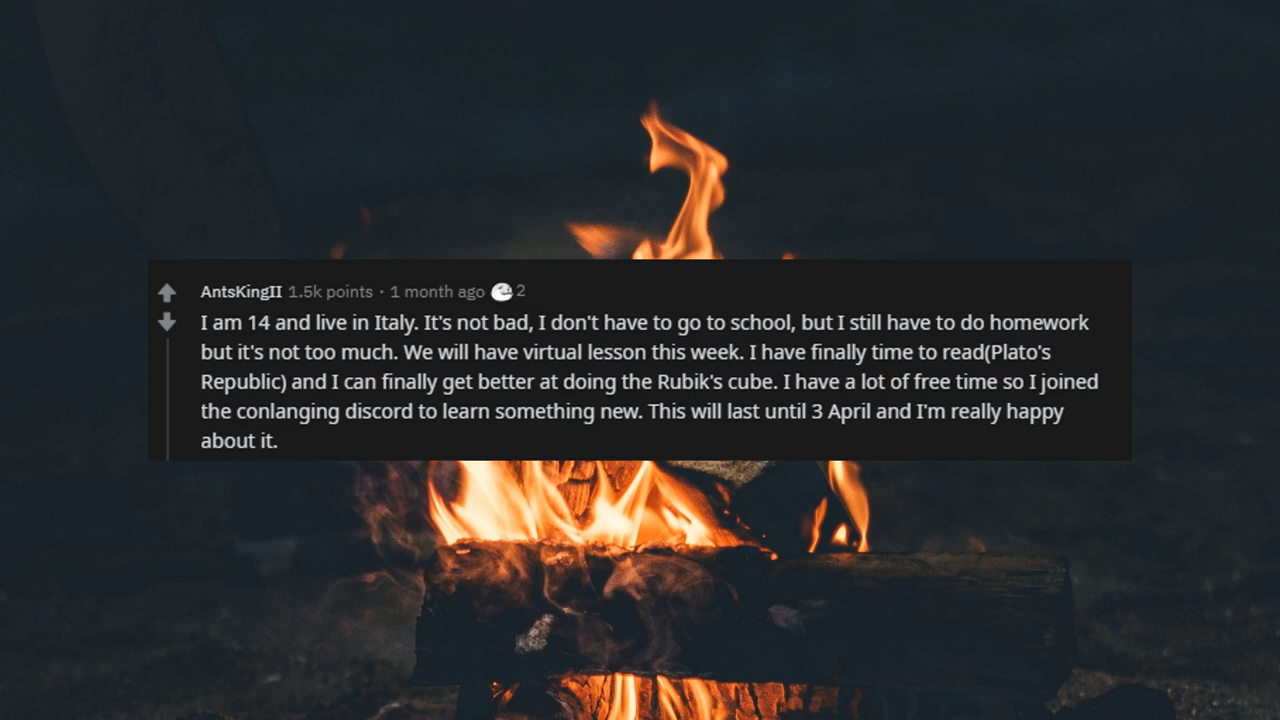 AntsKingII 1.5k points · 1 month ago 2
I am 14 and live in Italy. It's not bad, I don't have to go to school, but I still have to do homework
but it's not too much. We will have virtual lesson this week. I have finally time to read(Plato's
Republic) and I can finally get better at doing the Rubik's cube. I have a lot of free time so I joined
the conlanging discord to learn something new. This will last until 3 April and I'm really happy
about it.